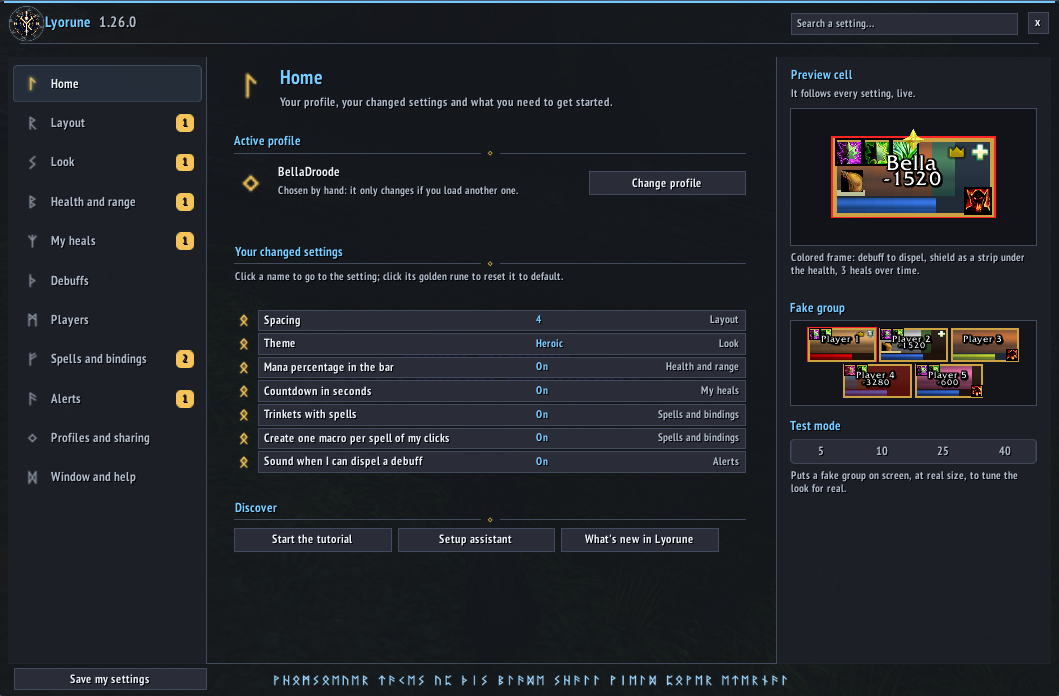 Lyorune 1.26.0
Search a setting...
x
Home
Layout 1
Look 1
Health and range 1
My heals 1
Debuffs
Players
Spells and bindings 2
Alerts 1
Profiles and sharing
Window and help
Save my settings
Home
Your profile, your changed settings and what you need to get started.
Active profile
BellaDroode
Chosen by hand: it only changes if you load another one.
Change profile
Your changed settings
Click a name to go to the setting; click its golden rune to reset it to default.
Spacing 4 Layout
Theme Heroic Look
Mana percentage in the bar On Health and range
Countdown in seconds On My heals
Trinkets with spells On Spells and bindings
Create one macro per spell of my clicks On Spells and bindings
Sound when I can dispel a debuff On Alerts
Discover
Start the tutorial
Setup assistant
What's new in Lyorune
Preview cell
It follows every setting, live.
Bella
-1520
Colored frame: debuff to dispel, shield as a strip under
the health, 3 heals over time.
Fake group
Player 1
Player 2
-1520
Player 3
Player 4
-3280
Player 5
-600
Test mode
5 10 25 40
Puts a fake group on screen, at real size, to tune the
look for real.